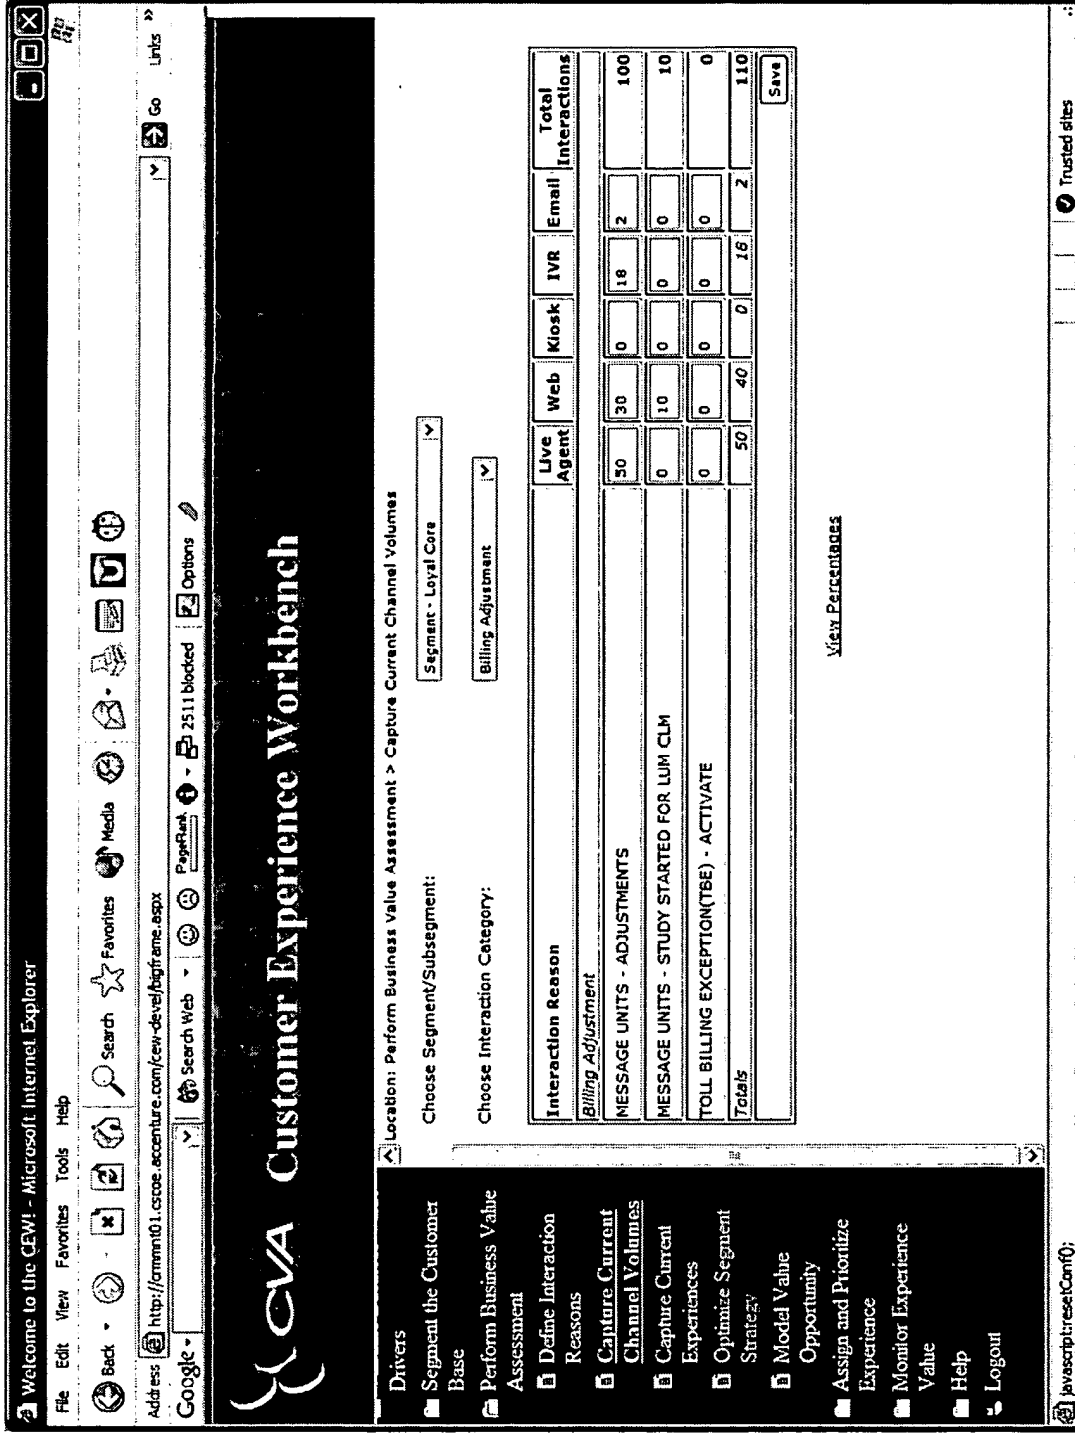 Welcome to the CEW! - Microsoft Internet Explorer
File Edit View Favorites Tools Help
Back Search Favorites Media
Address http://crmmnt01.cscoe.accenture.com/cew-devel/bigframe.aspx Go Links »
Google Search Web PageRank 2511 blocked Options
CVA Customer Experience Workbench
Drivers
Segment the Customer
Base
Perform Business Value
Assessment
Define Interaction
Reasons
Capture Current
Channel Volumes
Capture Current
Experiences
Optimize Segment
Strategy
Model Value
Opportunity
Assign and Prioritize
Experience
Monitor Experience
Value
Help
Logout
Location: Perform Business Value Assessment > Capture Current Channel Volumes
Choose Segment/Subsegment: Segment - Loyal Core
Choose Interaction Category: Billing Adjustment
Interaction Reason Live Agent Web Kiosk IVR Email Total Interactions
Billing Adjustment
MESSAGE UNITS - ADJUSTMENTS 50 30 0 18 2 100
MESSAGE UNITS - STUDY STARTED FOR LUM CLM 0 10 0 0 0 10
TOLL BILLING EXCEPTION(TBE) - ACTIVATE 0 0 0 0 0 0
Totals 50 40 0 18 2 110
Save
View Percentages
javascript:resetConf(); Trusted sites